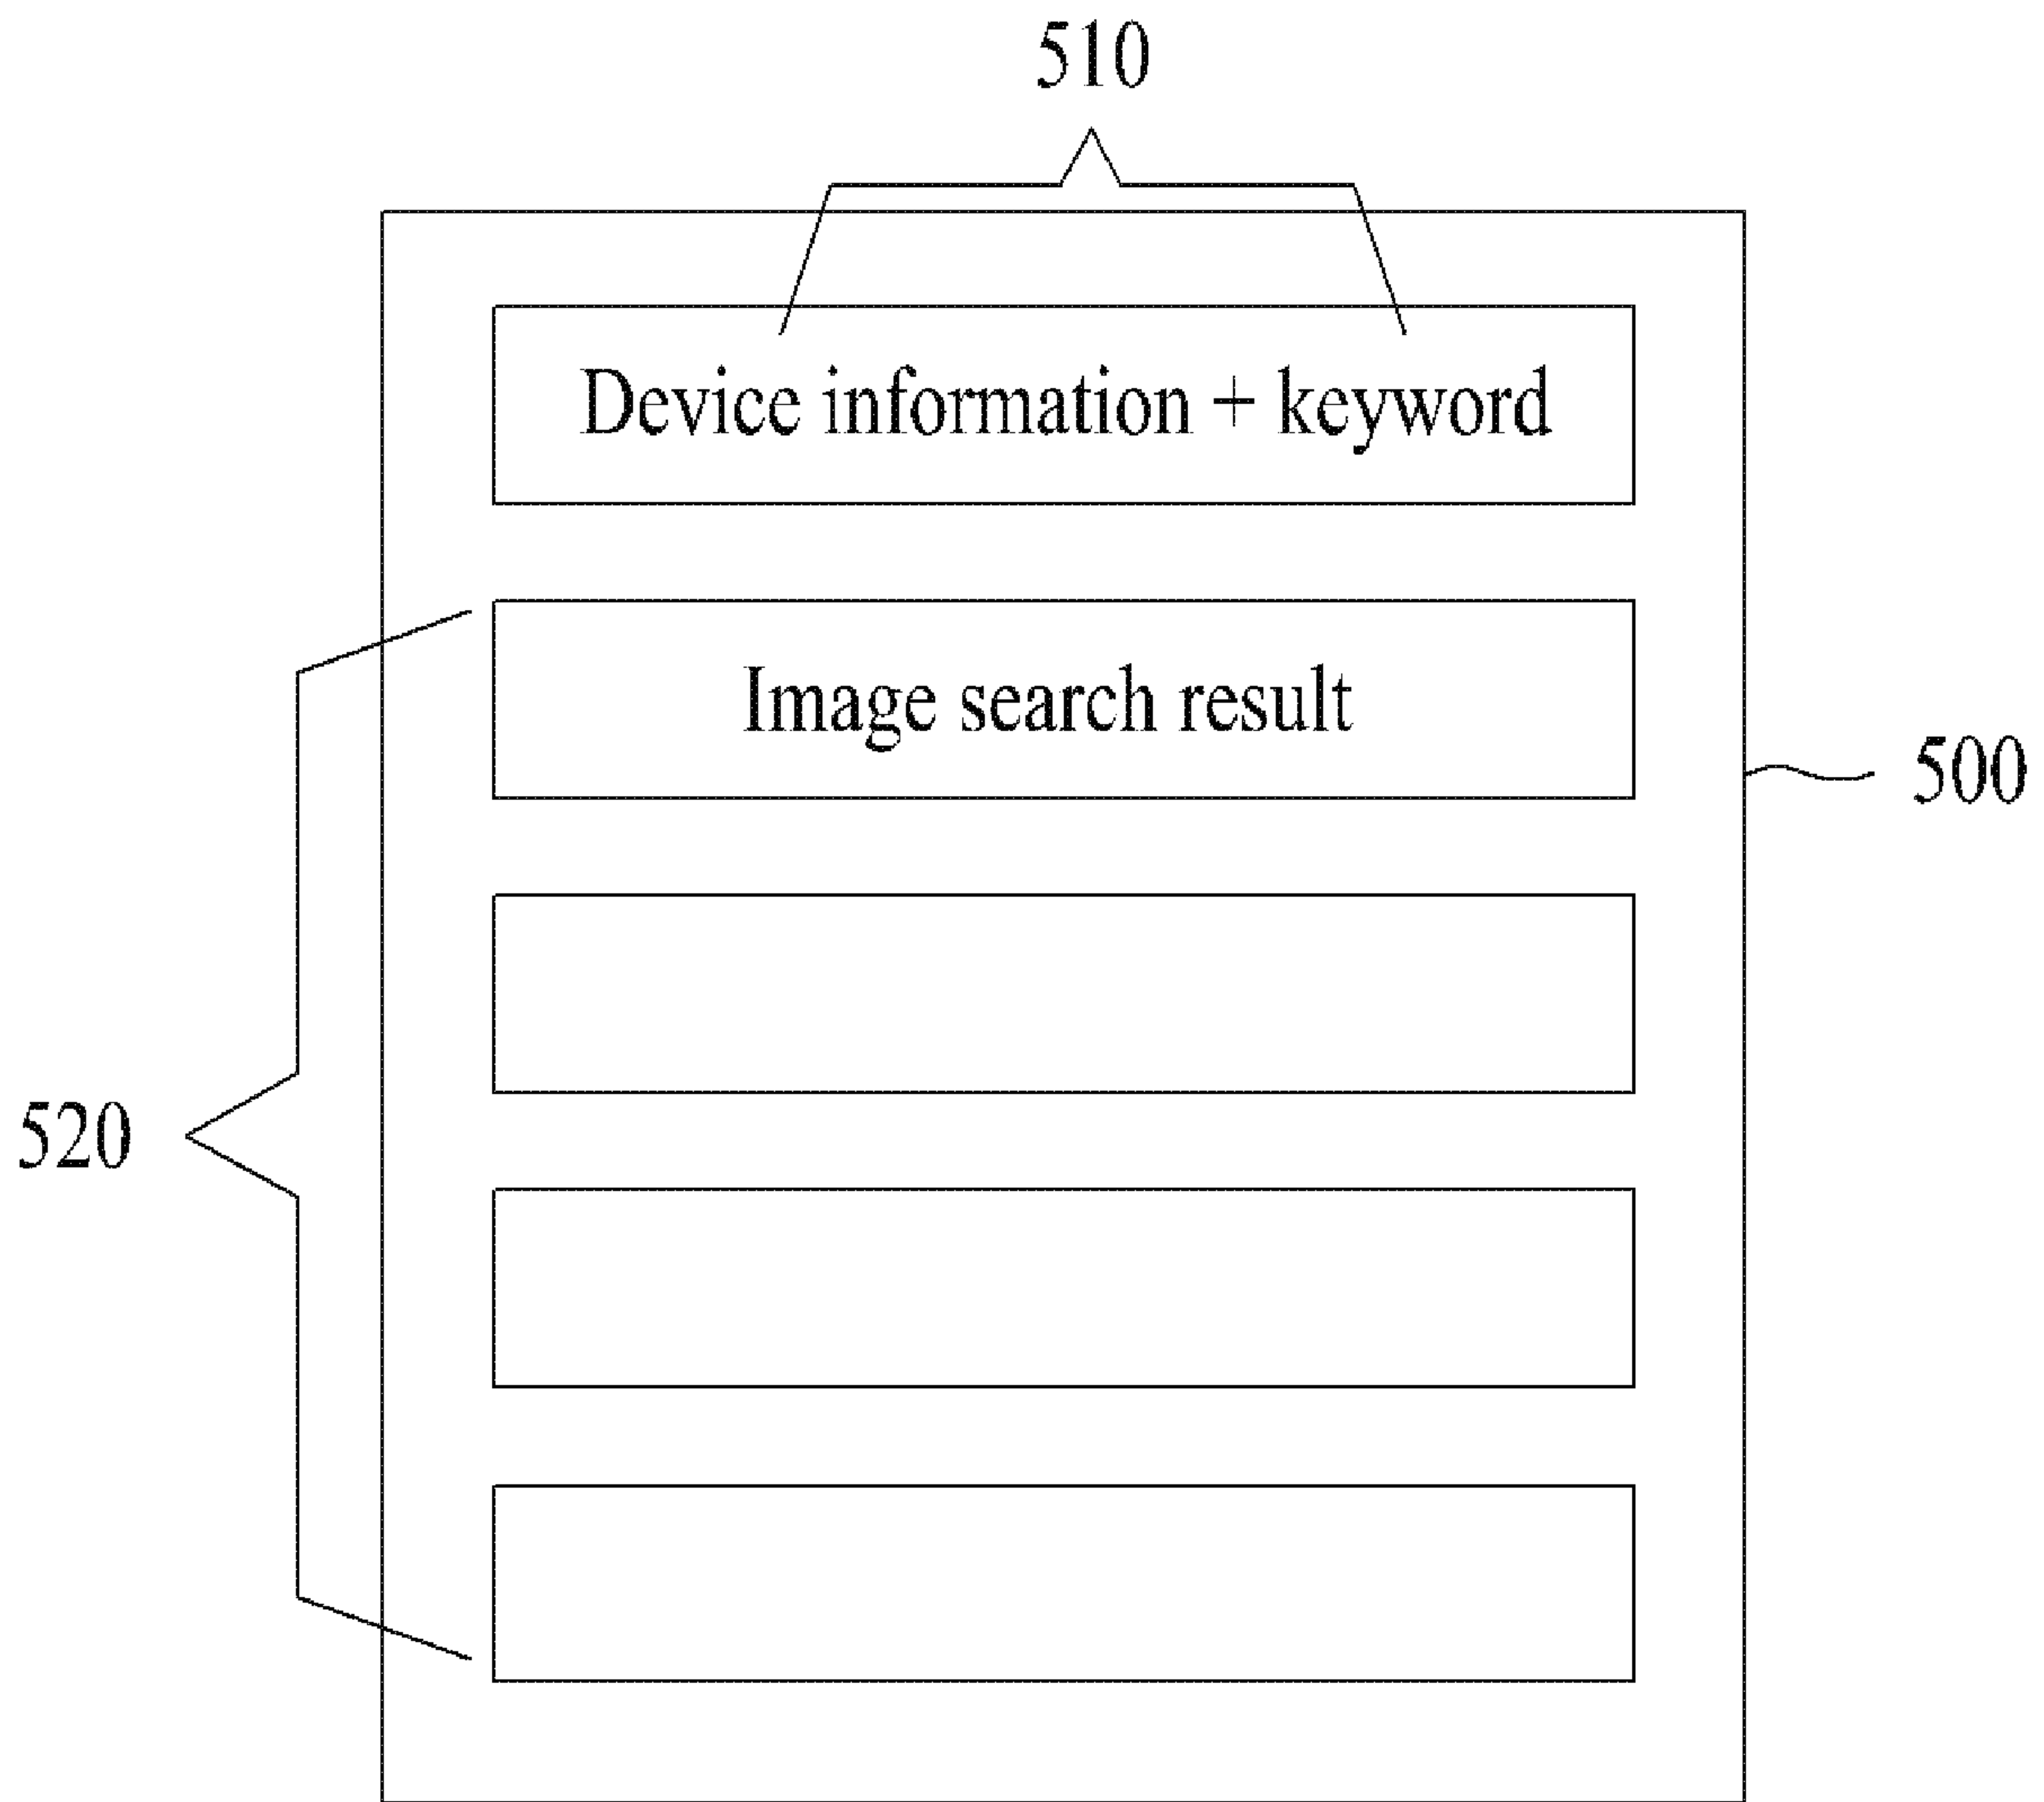 510
Device information + keyword
Image search result
500
520